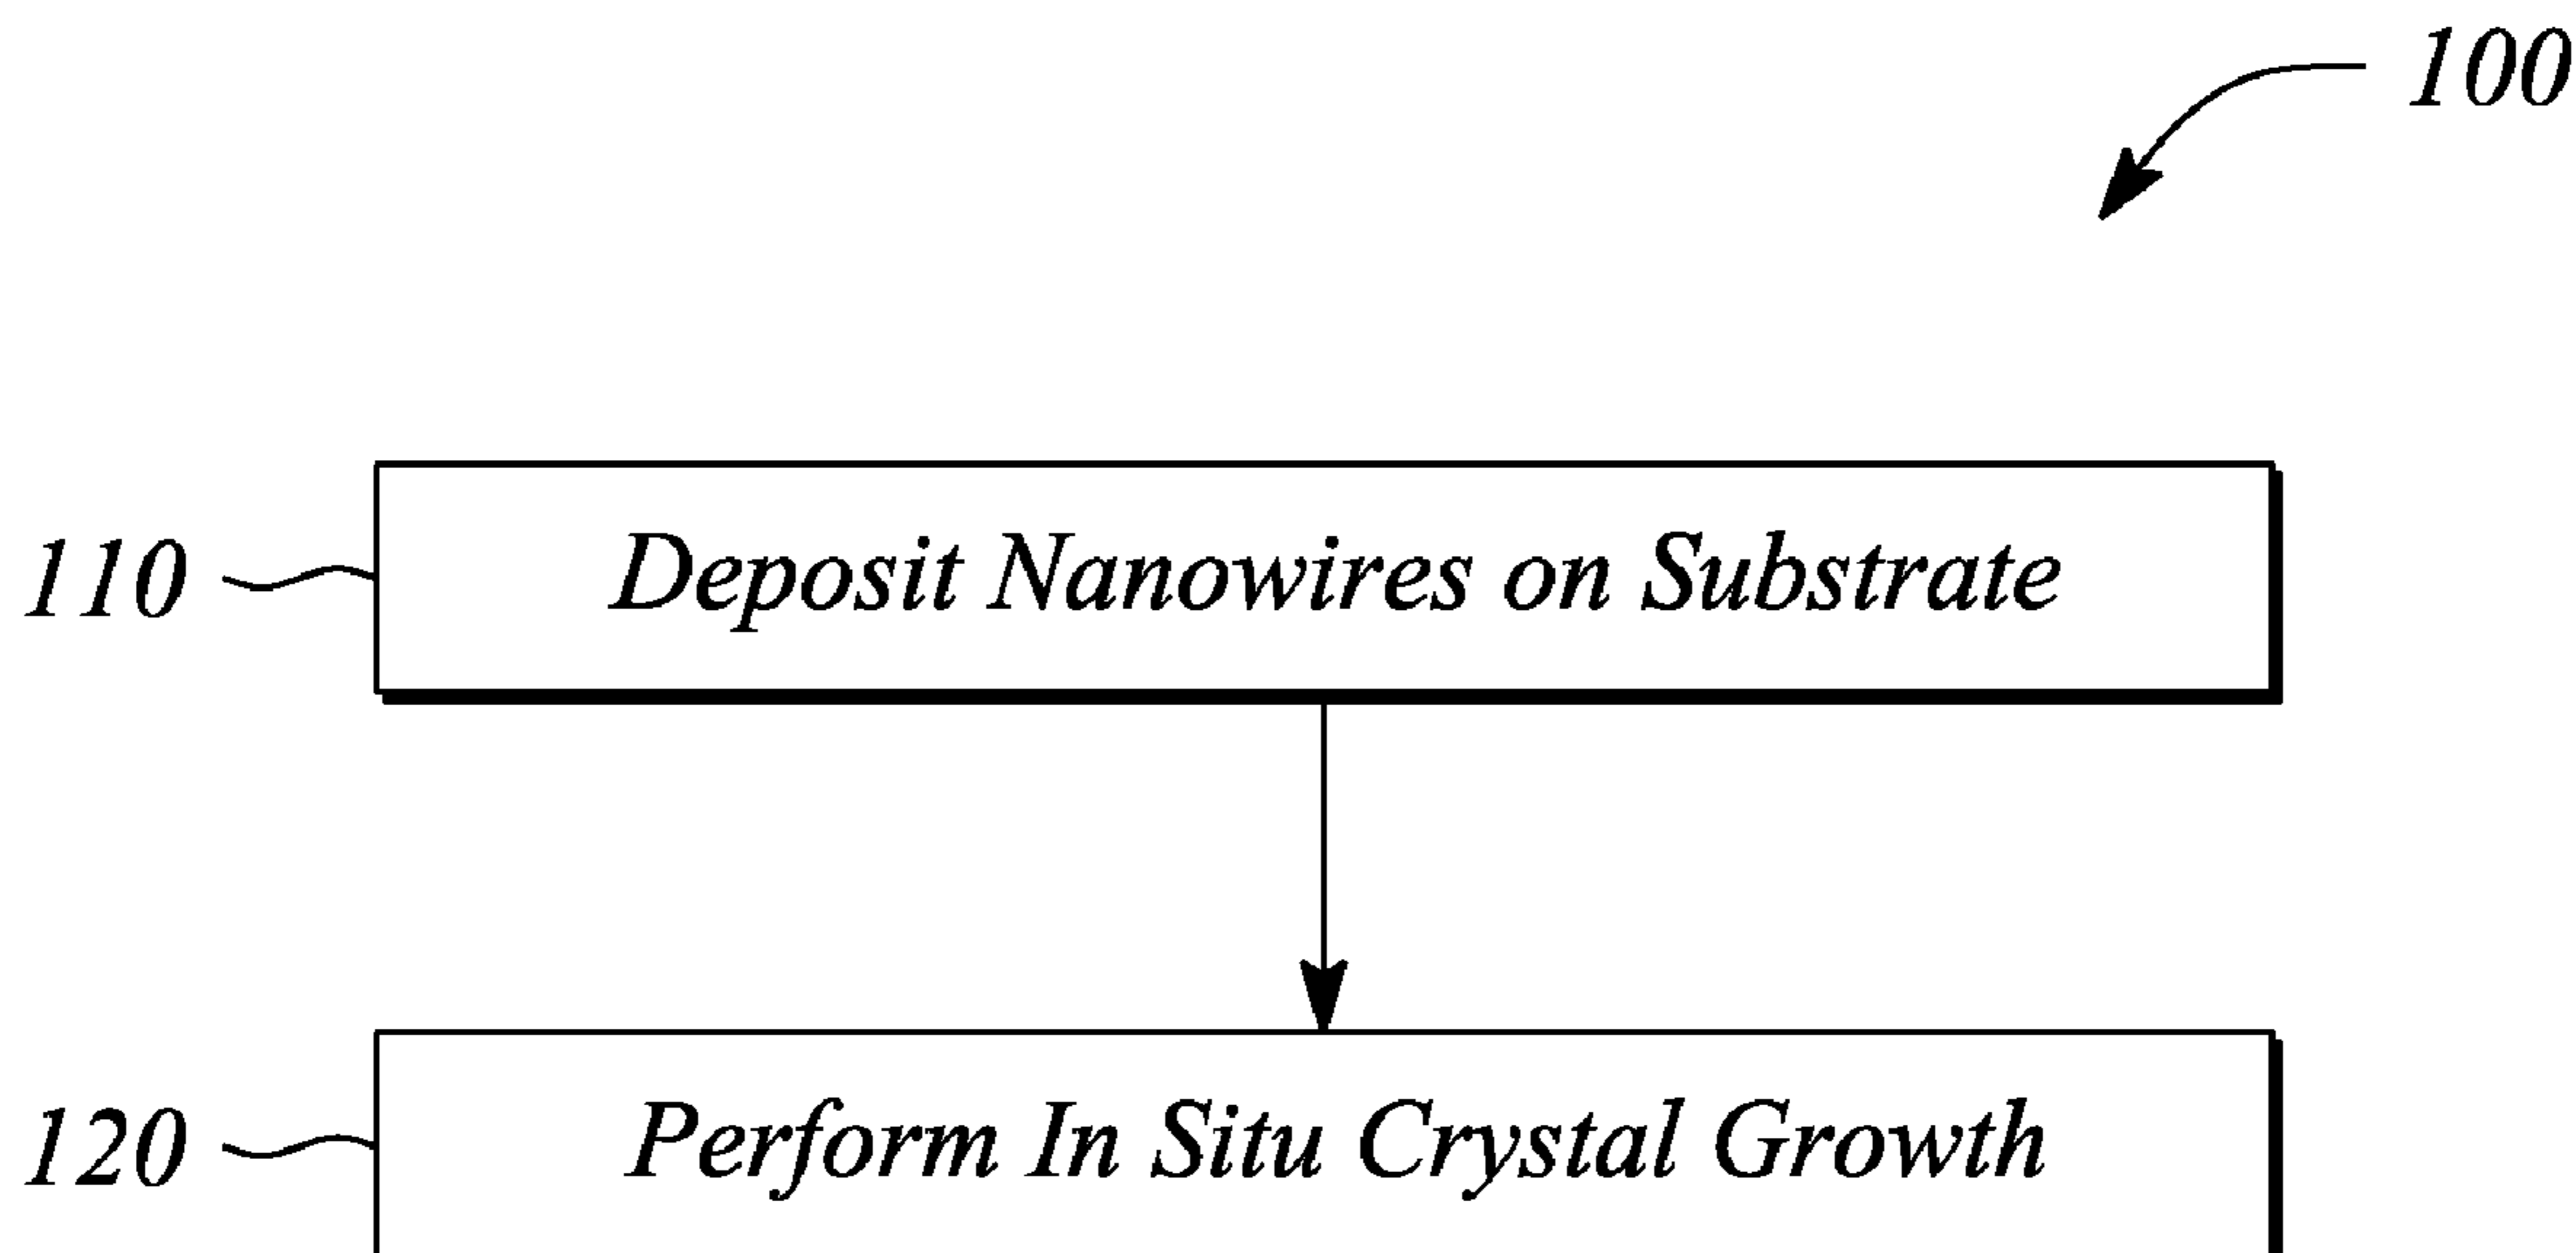 100
110 Deposit Nanowires on Substrate
120 Perform In Situ Crystal Growth